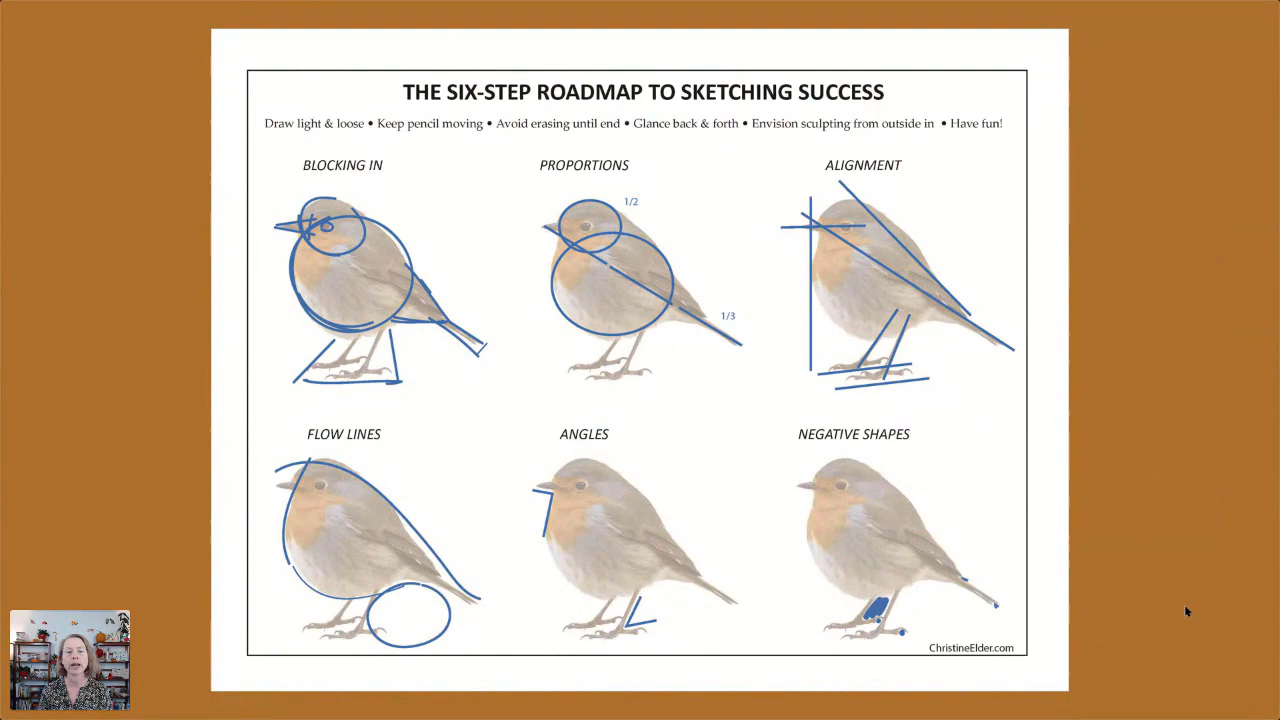 THE SIX-STEP ROADMAP TO SKETCHING SUCCESS
Draw light & loose • Keep pencil moving • Avoid erasing until end • Glance back & forth • Envision sculpting from outside in • Have fun!
BLOCKING IN
PROPORTIONS
ALIGNMENT
1/2
1/3
FLOW LINES
ANGLES
NEGATIVE SHAPES
ChristineElder.com